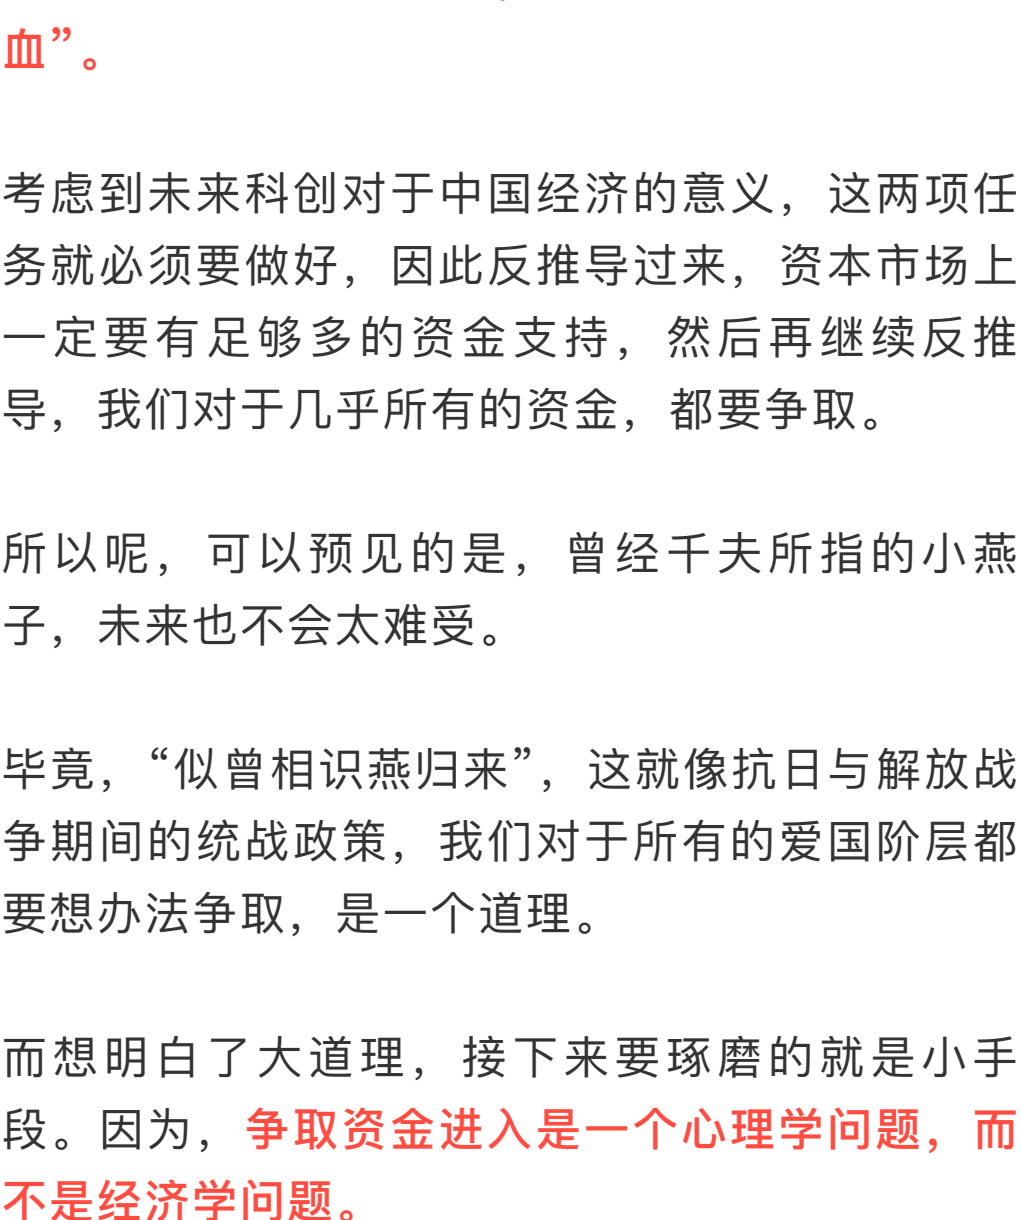 血”。
考虑到未来科创对于中国经济的意义，这两项任
务就必须要做好，因此反推导过来，资本市场上
一定要有足够多的资金支持，然后再继续反推
导，我们对于几乎所有的资金，都要争取。
所以呢，可以预见的是，曾经千夫所指的小燕
子，未来也不会太难受。
毕竟，“似曾相识燕归来”，这就像抗日与解放战
争期间的统战政策，我们对于所有的爱国阶层都
要想办法争取，是一个道理。
而想明白了大道理，接下来要琢磨的就是小手
段。因为，争取资金进入是一个心理学问题，而
不是经济学问题。